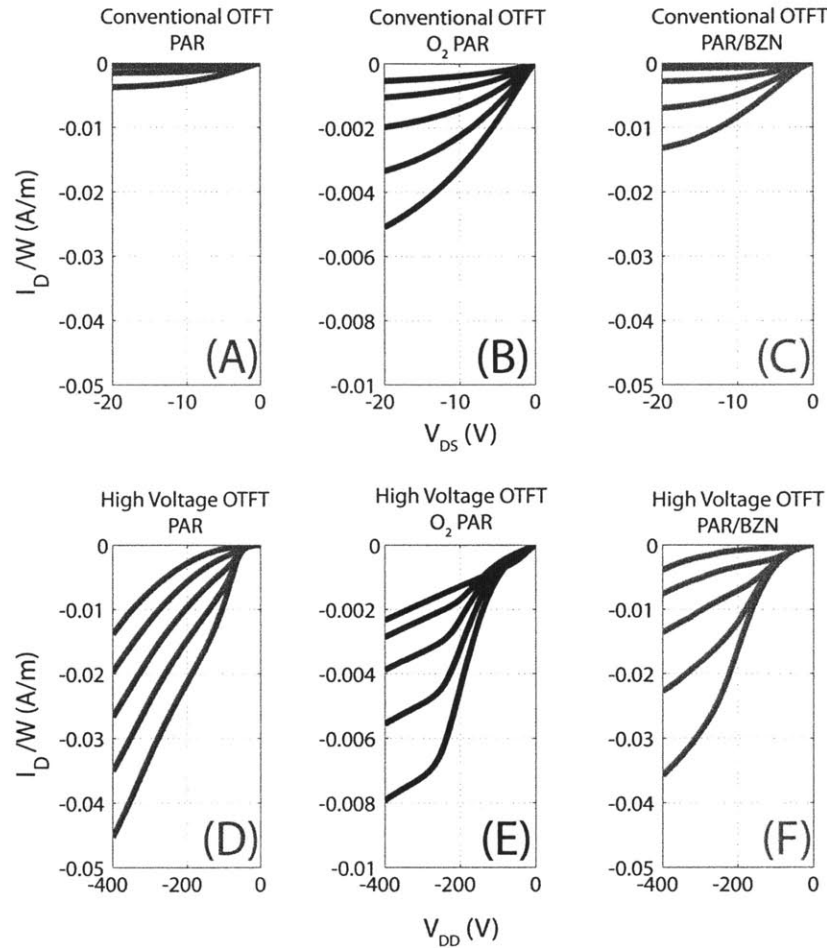 Conventional OTFT
PAR
Conventional OTFT
O₂ PAR
Conventional OTFT
PAR/BZN
I_D/W (A/m)
0
-0.01
-0.02
-0.03
-0.04
-0.05
-20
-10
0
(A)
0
-0.002
-0.004
-0.006
-0.008
-0.01
-20
-10
0
(B)
V_DS (V)
0
-0.01
-0.02
-0.03
-0.04
-0.05
-20
-10
0
(C)
High Voltage OTFT
PAR
High Voltage OTFT
O₂ PAR
High Voltage OTFT
PAR/BZN
I_D/W (A/m)
0
-0.01
-0.02
-0.03
-0.04
-0.05
-400
-200
0
(D)
0
-0.002
-0.004
-0.006
-0.008
-0.01
-400
-200
0
(E)
V_DD (V)
0
-0.01
-0.02
-0.03
-0.04
-0.05
-400
-200
0
(F)